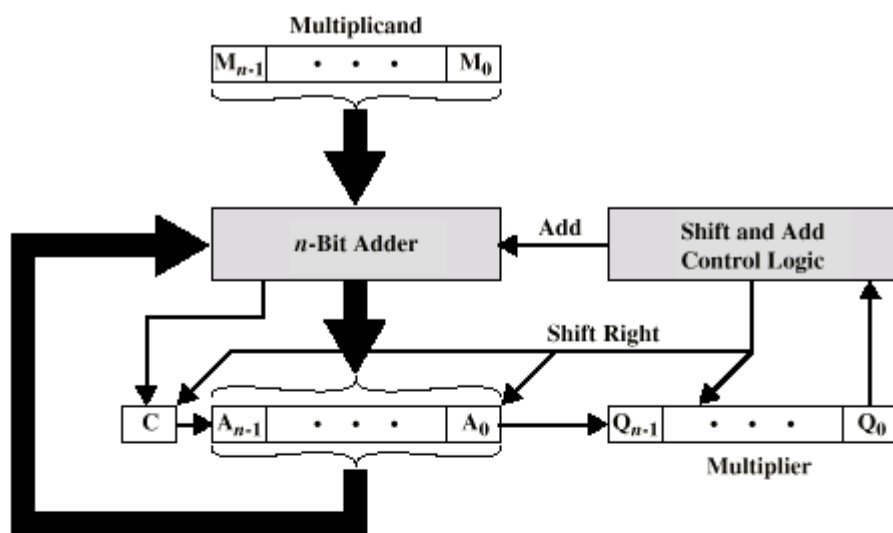 Multiplicand
Mn-1 • • • M0
n-Bit Adder
Add
Shift and Add
Control Logic
Shift Right
C
An-1 • • • A0
Qn-1 • • • Q0
Multiplier